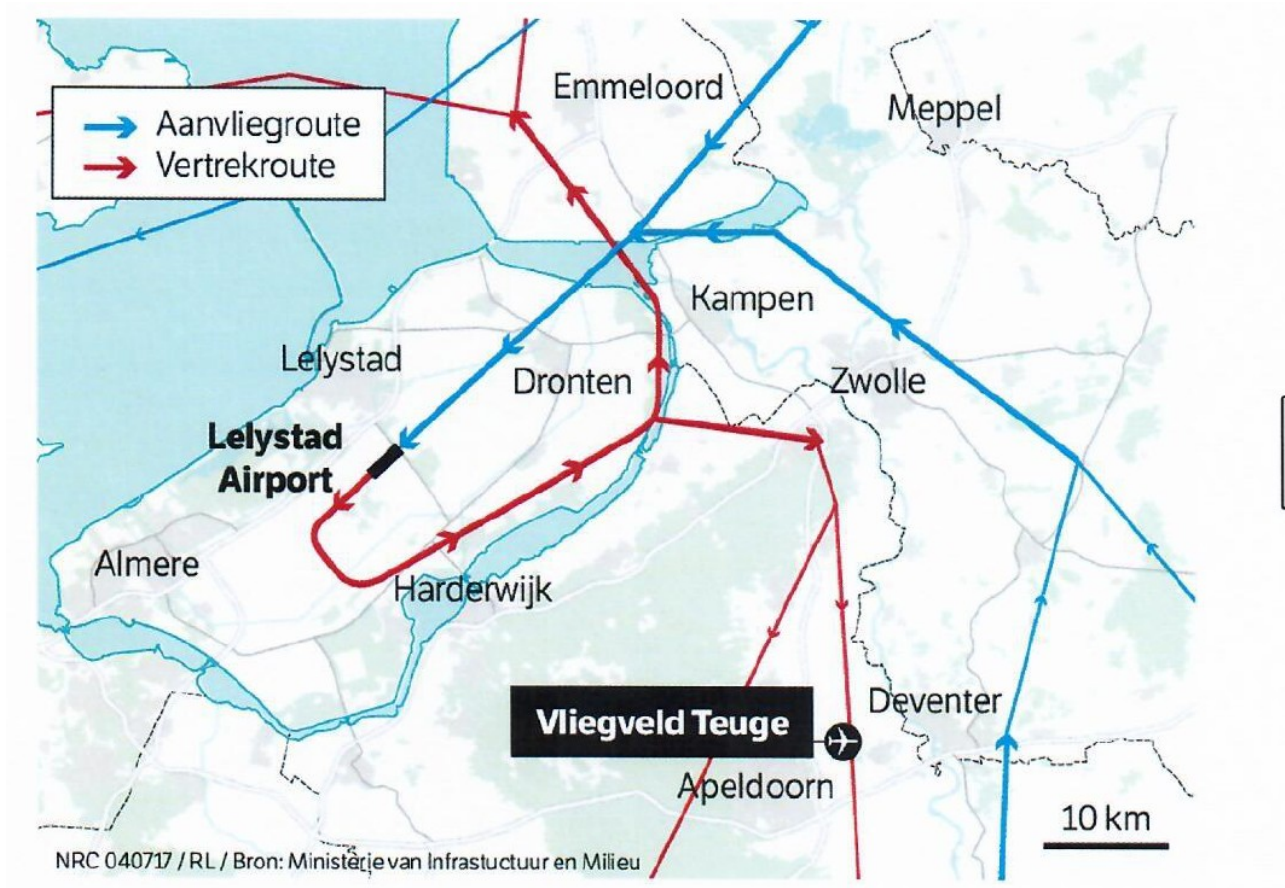 Emmeloord
Meppel
Aanvliegroute
Vertrekroute
Kampen
Lelystad
Dronten
Zwolle
Lelystad
Airport
Almere
Harderwijk
Deventer
Vliegveld Teuge
Apeldoorn
10 km
NRC 040717 / RL / Bron: Ministerie van Infrastuctuur en Milieu